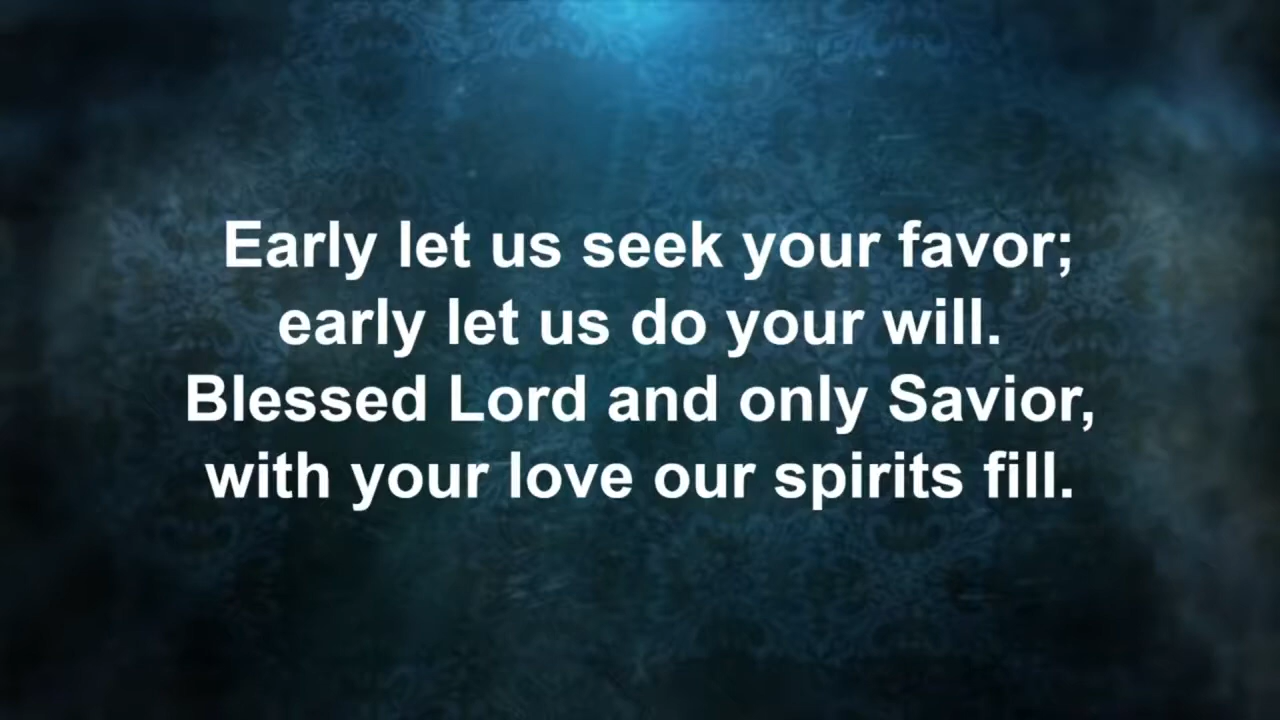 Early let us seek your favor;
early let us do your will.
Blessed Lord and only Savior,
with your love our spirits fill.